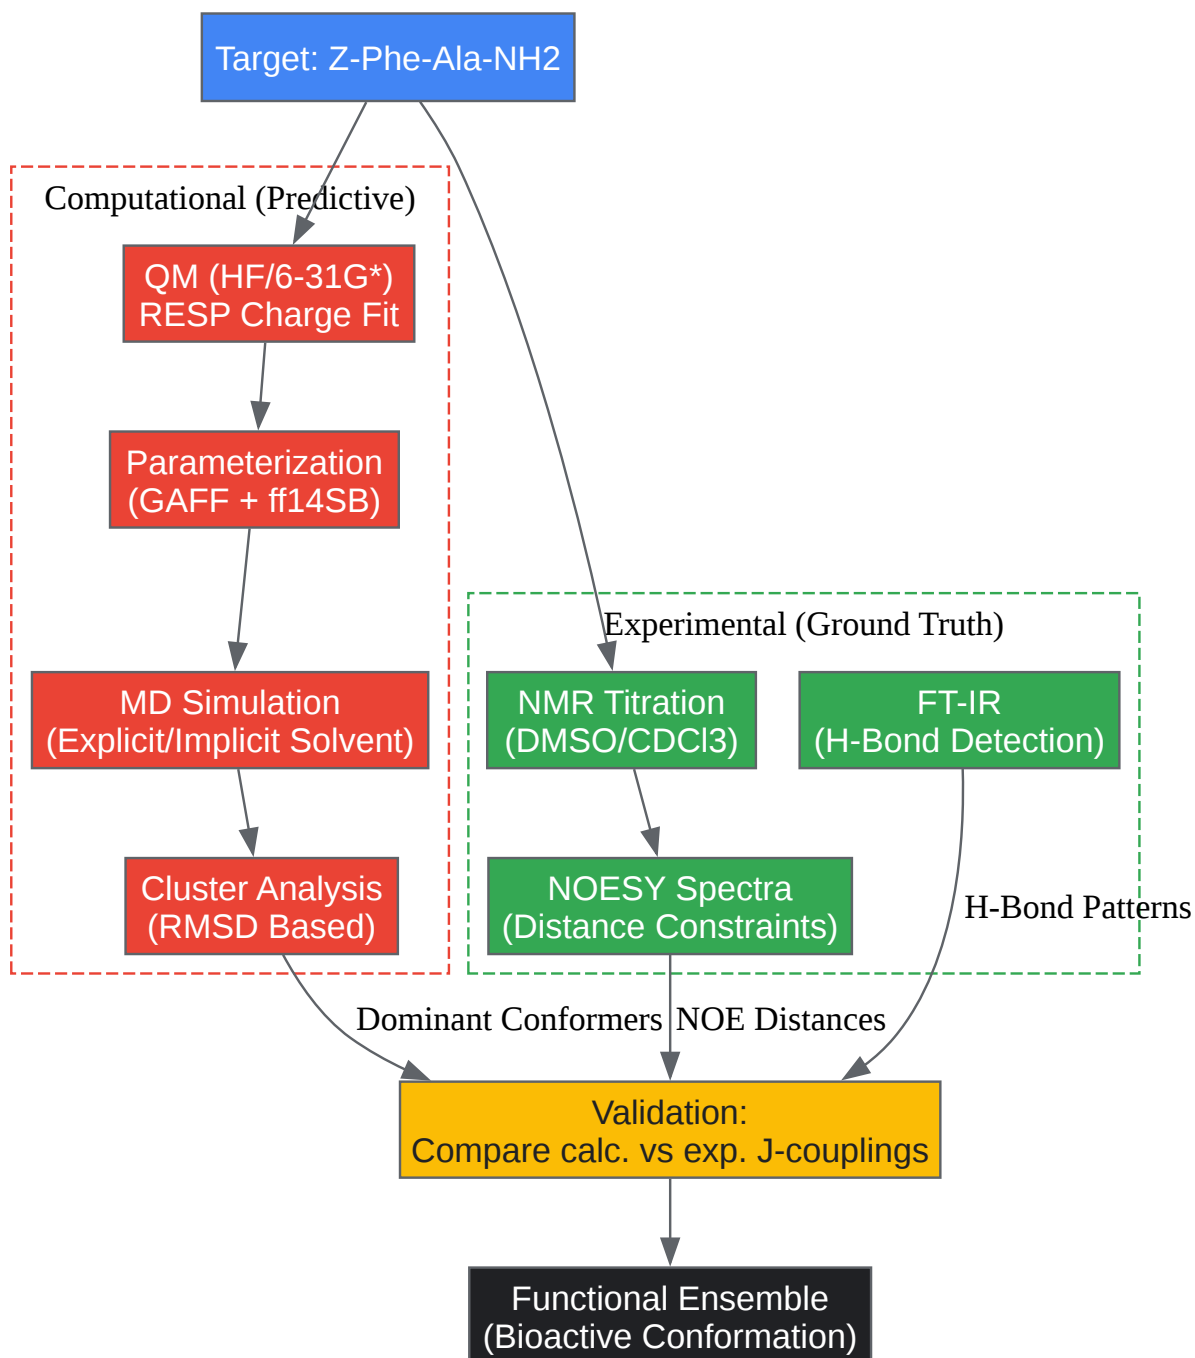 Target: Z-Phe-Ala-NH2
Computational (Predictive)
QM (HF/6-31G*)
RESP Charge Fit
Parameterization
(GAFF + ff14SB)
MD Simulation
(Explicit/Implicit Solvent)
Cluster Analysis
(RMSD Based)
Experimental (Ground Truth)
NMR Titration
(DMSO/CDCl3)
FT-IR
(H-Bond Detection)
NOESY Spectra
(Distance Constraints)
H-Bond Patterns
Dominant Conformers
NOE Distances
Validation:
Compare calc. vs exp. J-couplings
Functional Ensemble
(Bioactive Conformation)